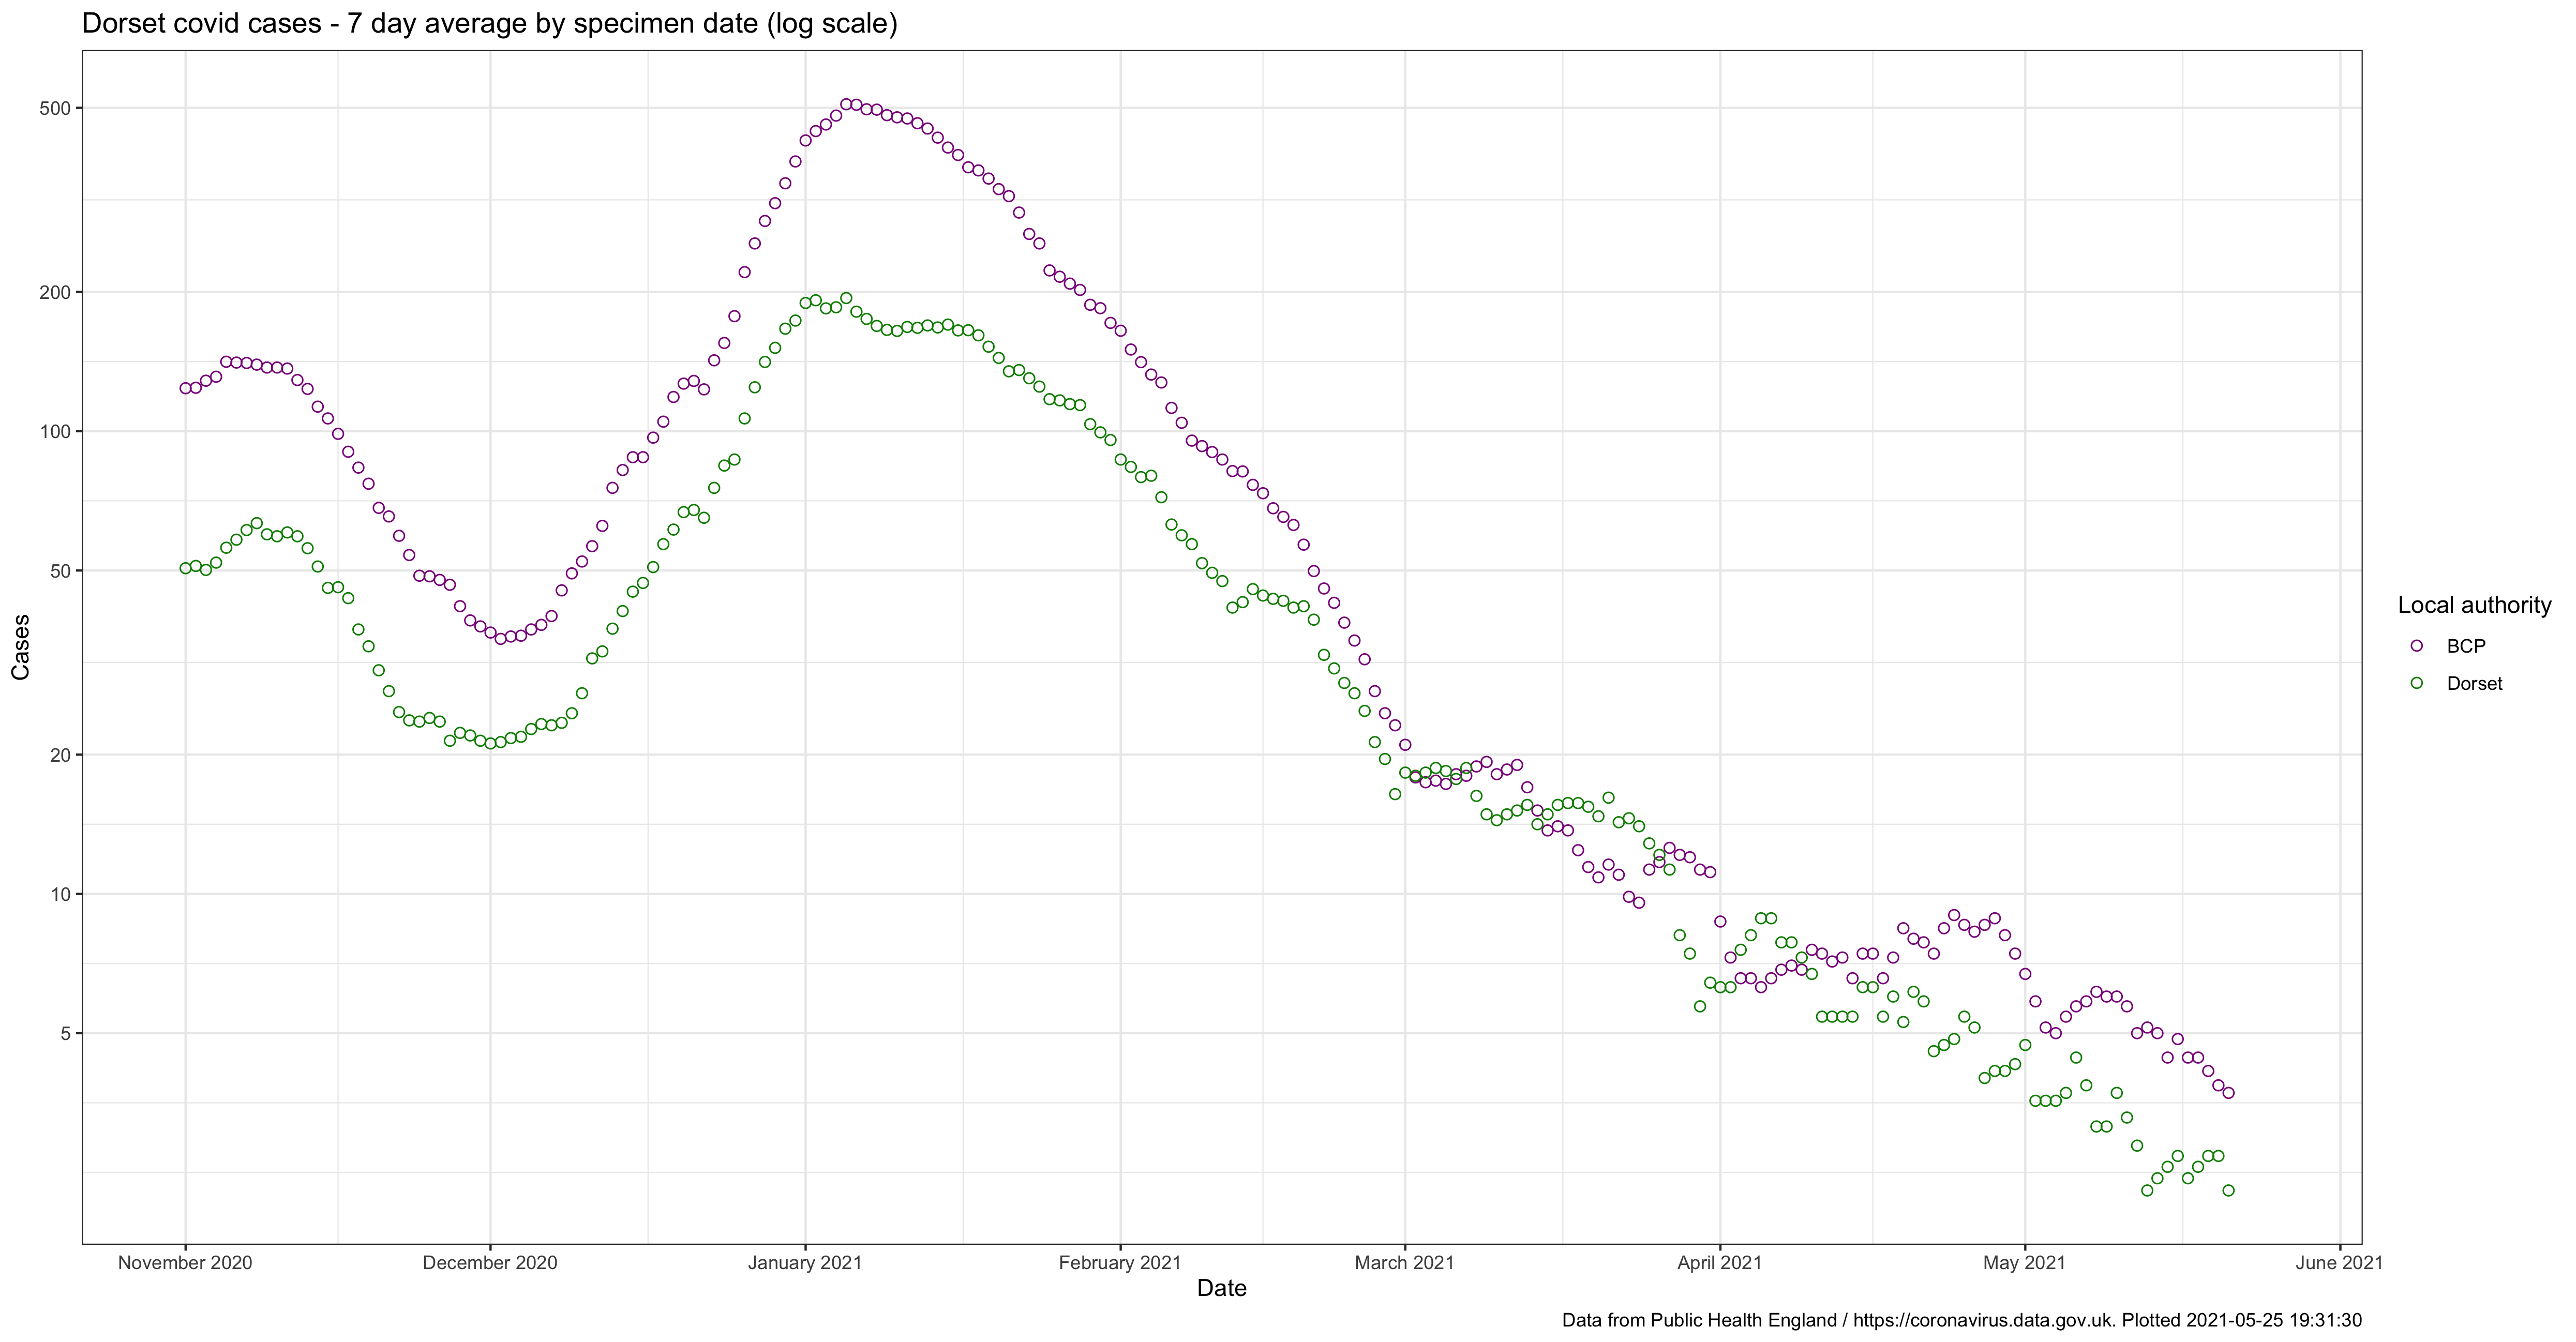 Dorset covid cases - 7 day average by specimen date (log scale)
500
200
100
50
20
10
5
Cases
November 2020
December 2020
January 2021
February 2021
March 2021
April 2021
May 2021
June 2021
Date
Local authority
BCP
Dorset
Data from Public Health England / https://coronavirus.data.gov.uk. Plotted 2021-05-25 19:31:30